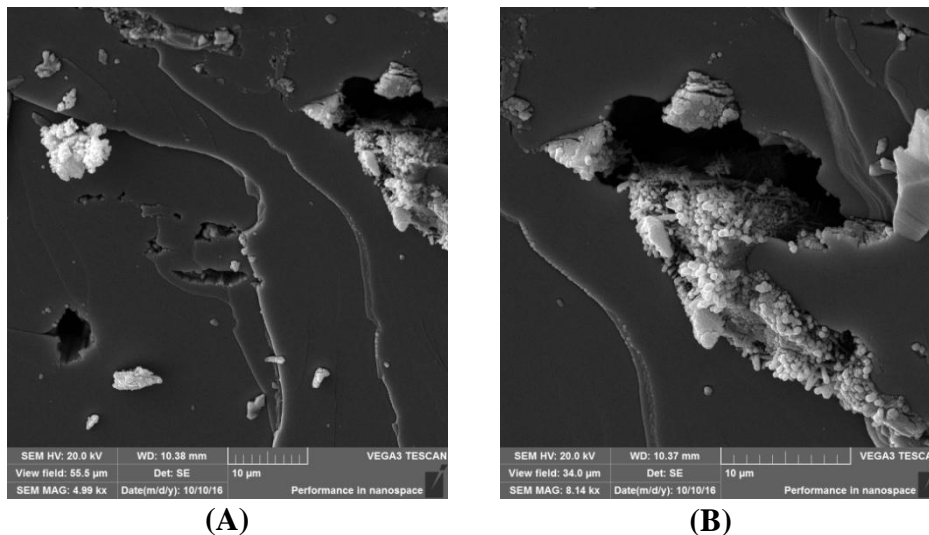 SEM HV: 20.0 kV WD: 10.38 mm VEGA3 TESCAN
View field: 55.5 µm Det: SE 10 µm
SEM MAG: 4.99 kx Date(m/d/y): 10/10/16 Performance in nanospace
(A)
SEM HV: 20.0 kV WD: 10.37 mm VEGA3 TESCA
View field: 34.0 µm Det: SE 10 µm
SEM MAG: 8.14 kx Date(m/d/y): 10/10/16 Performance in nanospace
(B)